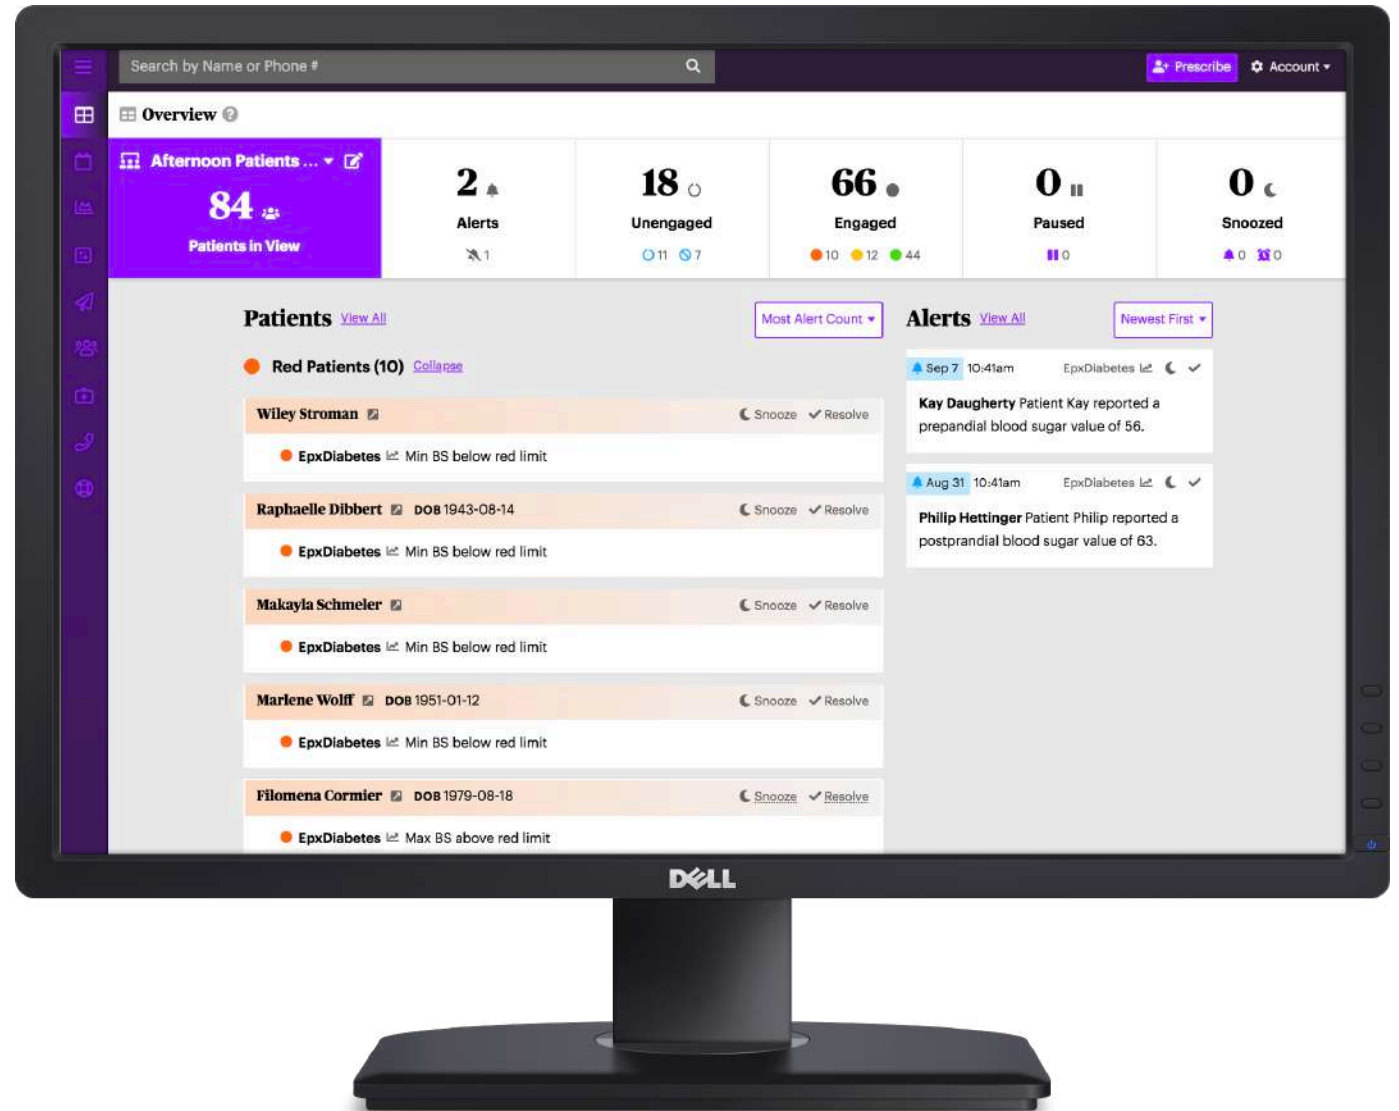 Search by Name or Phone #
Prescribe
Account
Overview
Afternoon Patients ...
84
Patients in View
2
Alerts
1
18
Unengaged
11 7
66
Engaged
10 12 44
0
Paused
0
0
Snoozed
0 0
Patients View All
Most Alert Count
Red Patients (10) Collapse
Wiley Stroman
Snooze Resolve
EpxDiabetes Min BS below red limit
Raphaelle Dibbert DOB 1943-08-14
Snooze Resolve
EpxDiabetes Min BS below red limit
Makayla Schmeler
Snooze Resolve
EpxDiabetes Min BS below red limit
Marlene Wolff DOB 1951-01-12
Snooze Resolve
EpxDiabetes Min BS below red limit
Filomena Cormier DOB 1979-08-18
Snooze Resolve
EpxDiabetes Max BS above red limit
Alerts View All
Newest First
Sep 7 10:41am EpxDiabetes
Kay Daugherty Patient Kay reported a
prepandial blood sugar value of 56.
Aug 31 10:41am EpxDiabetes
Philip Hettinger Patient Philip reported a
postprandial blood sugar value of 63.
DELL